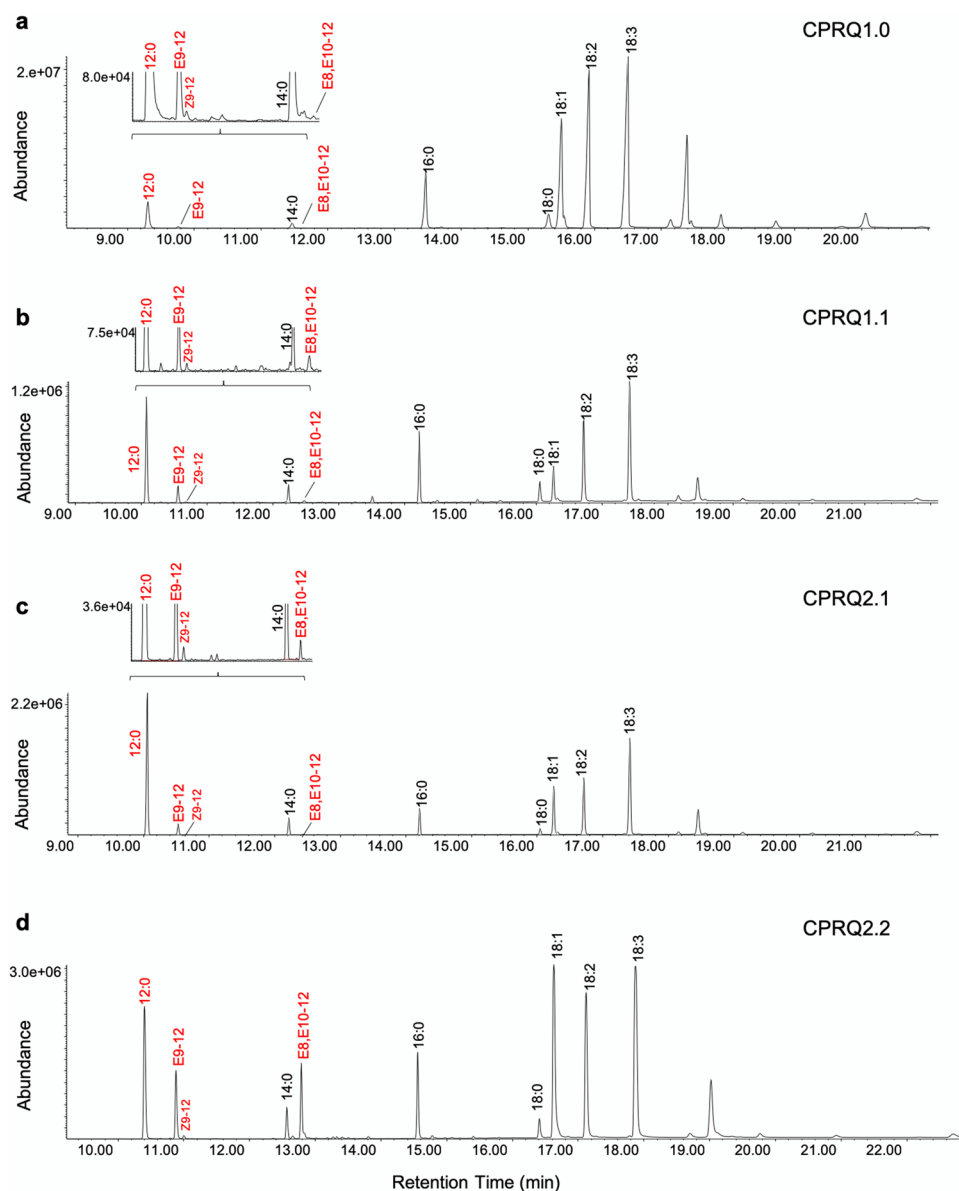 a
CPRQ1.0
12:0
E9-12
Z9-12
14:0
E8,E10-12
8.0e+04
2.e+07
Abundance
12:0
E9-12
14:0
E8,E10-12
16:0
18:0
18:1
18:2
18:3
9.00 10.00 11.00 12.00 13.00 14.00 15.00 16.00 17.00 18.00 19.00 20.00
b
CPRQ1.1
12:0
E9-12
Z9-12
14:0
E8,E10-12
7.5e+04
1.2e+06
Abundance
12:0
E9-12
Z9-12
14:0
E8,E10-12
16:0
18:0
18:1
18:2
18:3
9.00 10.00 11.00 12.00 13.00 14.00 15.00 16.00 17.00 18.00 19.00 20.00 21.00
c
CPRQ2.1
12:0
E9-12
Z9-12
14:0
E8,E10-12
3.6e+04
2.2e+06
Abundance
12:0
E9-12
Z9-12
14:0
E8,E10-12
16:0
18:0
18:1
18:2
18:3
9.00 10.00 11.00 12.00 13.00 14.00 15.00 16.00 17.00 18.00 19.00 20.00 21.00
d
CPRQ2.2
3.0e+06
Abundance
12:0
E9-12
Z9-12
14:0
E8,E10-12
16:0
18:0
18:1
18:2
18:3
10.00 11.00 12.00 13.00 14.00 15.00 16.00 17.00 18.00 19.00 20.00 21.00 22.00
Retention Time (min)